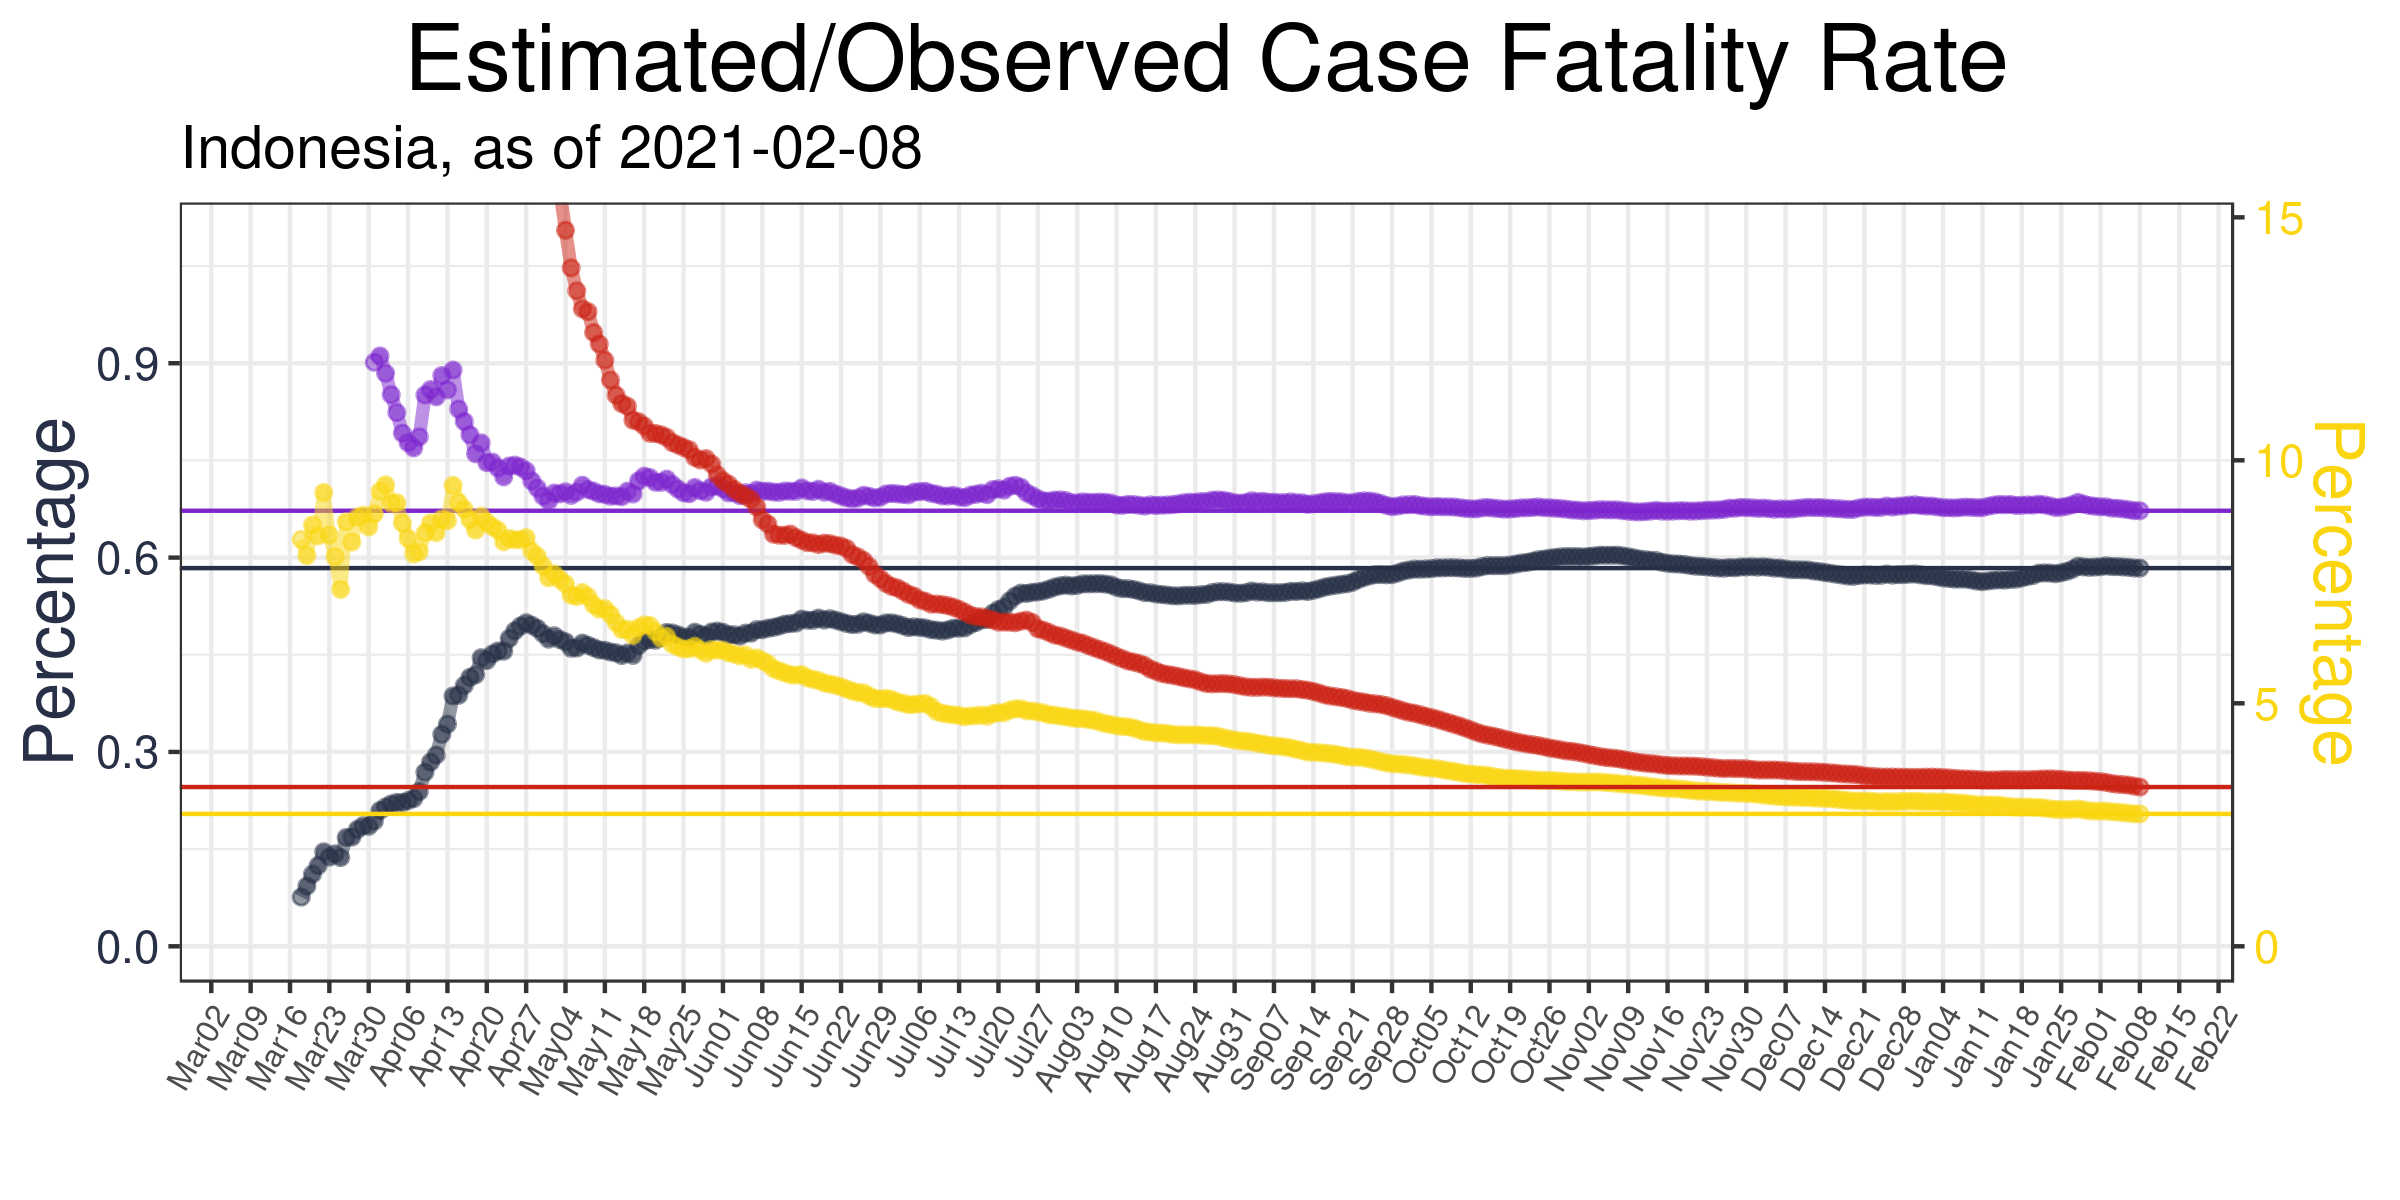 Estimated/Observed Case Fatality Rate
Indonesia, as of 2021-02-08
Percentage
0.9
0.6
0.3
0.0
15
10
5
0
Percentage
Mar02 Mar09 Mar16 Mar23 Mar30 Apr06 Apr13 Apr20 Apr27 May04 May11 May18 May25 Jun01 Jun08 Jun15 Jun22 Jun29 Jul06 Jul13 Jul20 Jul27 Aug03 Aug10 Aug17 Aug24 Aug31 Sep07 Sep14 Sep21 Sep28 Oct05 Oct12 Oct19 Oct26 Nov02 Nov09 Nov16 Nov23 Nov30 Dec07 Dec14 Dec21 Dec28 Jan04 Jan11 Jan18 Jan25 Feb01 Feb08 Feb15 Feb22